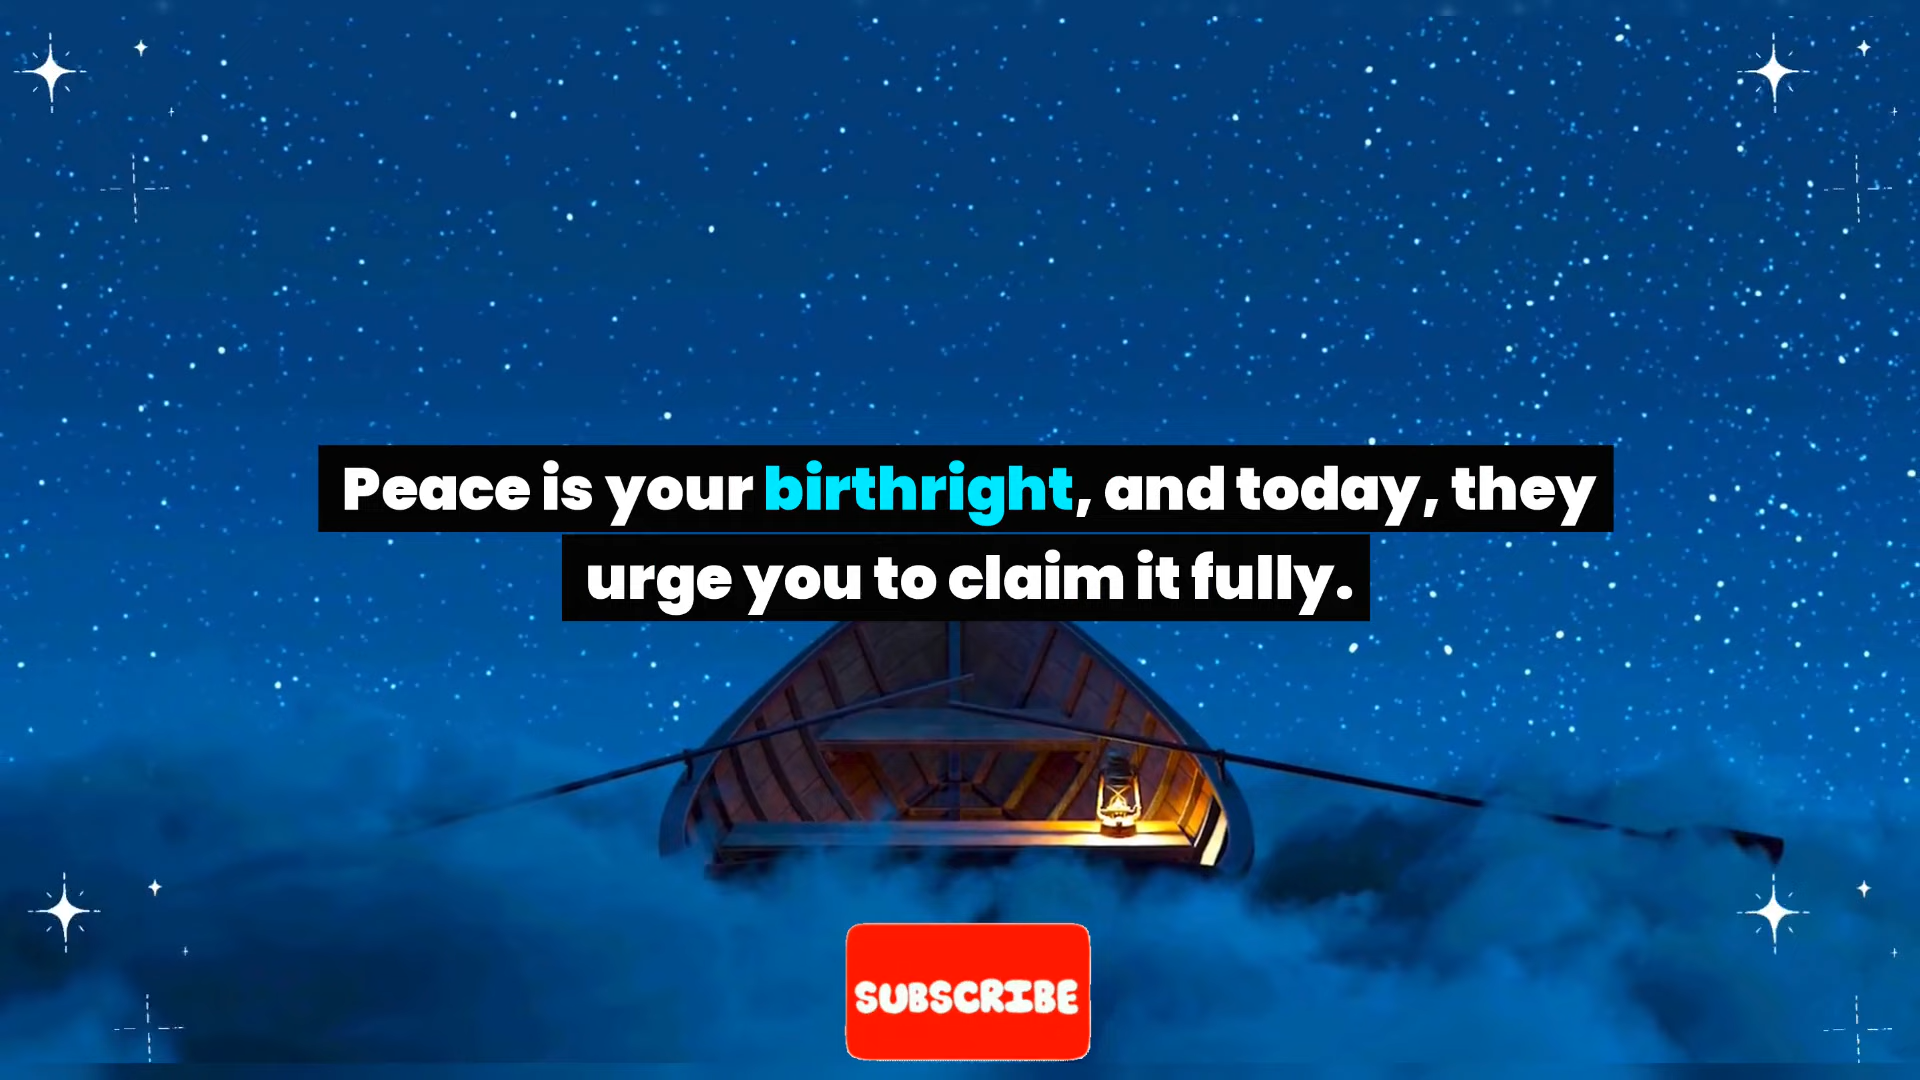 Peace is your birthright, and today, they
urge you to claim it fully.
SUBSCRIBE